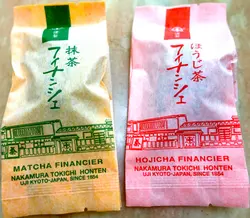 抹茶
フィナンシェ
MATCHA FINANCIER
NAKAMURA TOKICHI HONTEN
UJI KYOTO-JAPAN, SINCE 1854
ほうじ茶
フィナンシェ
HOJICHA FINANCIER
NAKAMURA TOKICHI HONTEN
UJI KYOTO-JAPAN, SINCE 1854